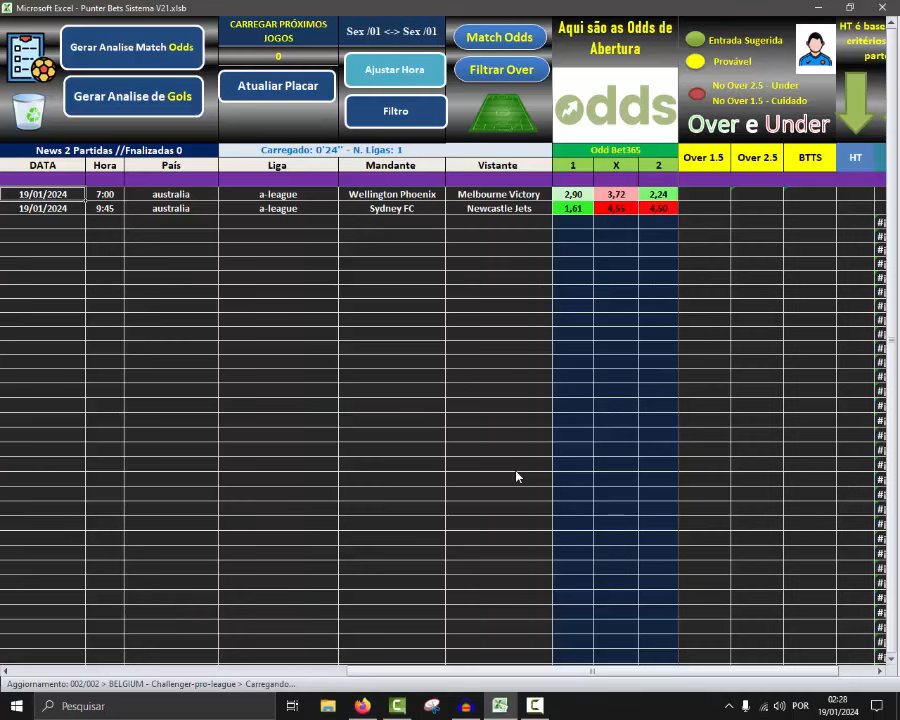 Microsoft Excel - Punter Bets Sistema V21.xlsb
Gerar Analise Match Odds
Gerar Analise de Gols
CARREGAR PRÓXIMOS
JOGOS
0
Atualiar Placar
Sex /01 <-> Sex /01
Ajustar Hora
Filtro
Match Odds
Filtrar Over
Aqui são as Odds de
Abertura
odds
Entrada Sugerida
Provável
No Over 2.5 - Under
No Over 1.5 - Cuidado
Over e Under
HT é base
critérios
parte
News 2 Partidas //Fnalizadas 0
Carregado: 0'24'' - N. Ligas: 1
Odd Bet365
DATA Hora País Liga Mandante Vistante 1 X 2 Over 1.5 Over 2.5 BTTS HT
19/01/2024 7:00 australia a-league Wellington Phoenix Melbourne Victory 2,90 3,72 2,24
19/01/2024 9:45 australia a-league Sydney FC Newcastle Jets 1,61 4,55 4,50
Aggiornamento: 002/002 > BELGIUM - Challenger-pro-league > Carregando...
Pesquisar
POR
02:28
19/01/2024